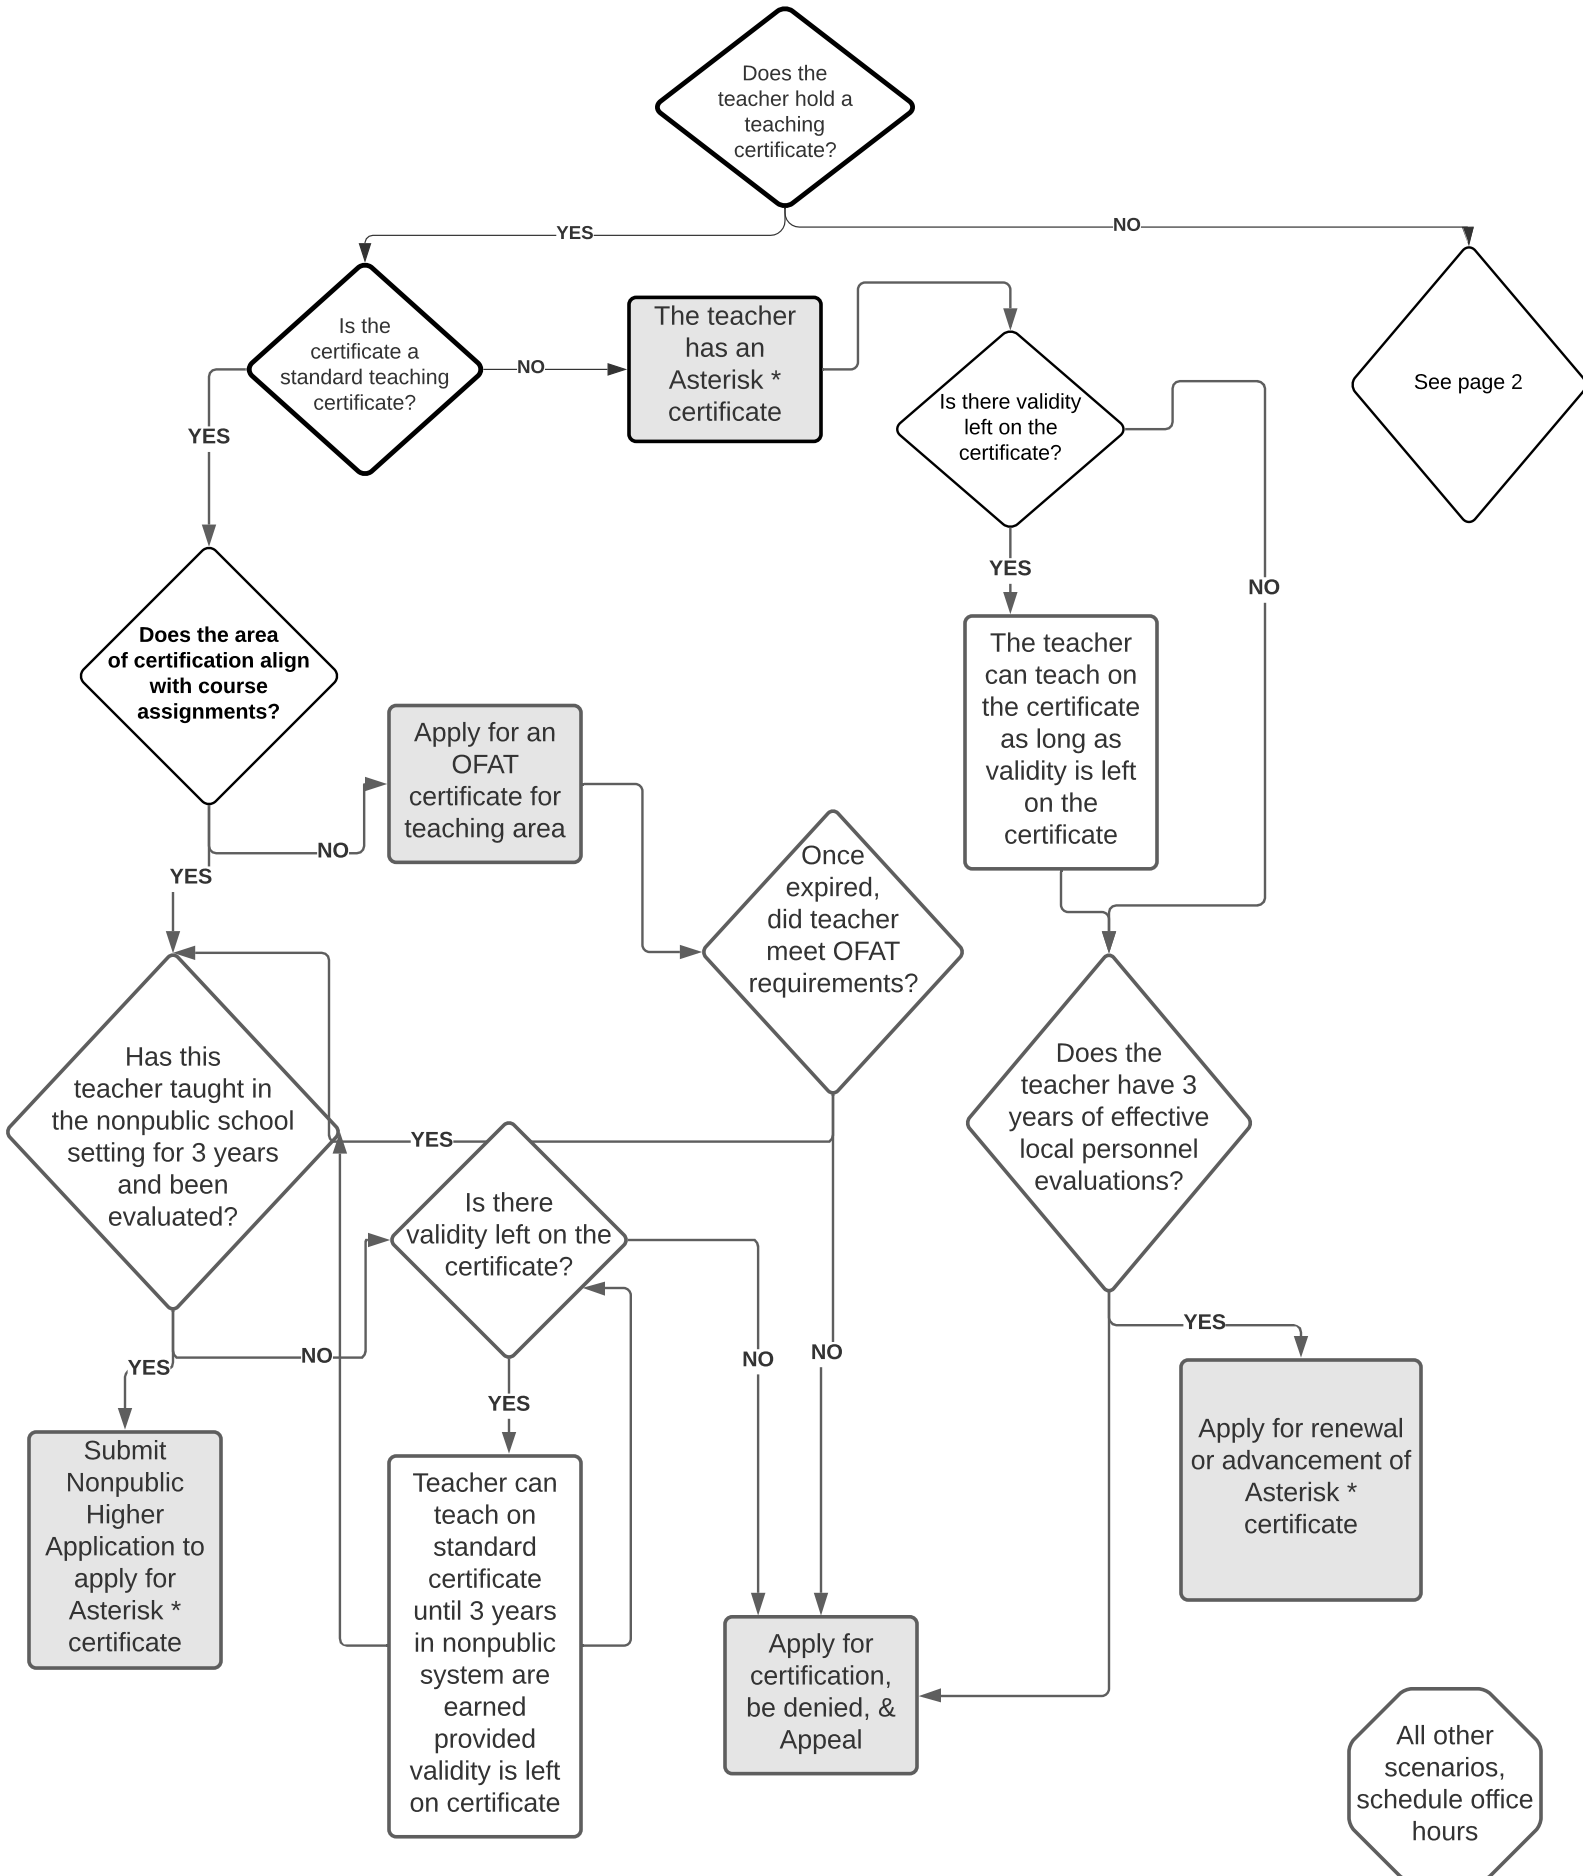 Does the
teacher hold a
teaching
certificate?
YES
NO
Is the
certificate a
standard teaching
certificate?
NO
The teacher
has an
Asterisk *
certificate
Is there validity
left on the
certificate?
See page 2
YES
YES
NO
Does the area
of certification align
with course
assignments?
The teacher
can teach on
the certificate
as long as
validity is left
on the
certificate
Apply for an
OFAT
certificate for
teaching area
NO
YES
Once
expired,
did teacher
meet OFAT
requirements?
Has this
teacher taught in
the nonpublic school
setting for 3 years
and been
evaluated?
YES
Does the
teacher have 3
years of effective
local personnel
evaluations?
Is there
validity left on the
certificate?
YES
NO
NO
NO
YES
YES
Submit
Nonpublic
Higher
Application to
apply for
Asterisk *
certificate
Teacher can
teach on
standard
certificate
until 3 years
in nonpublic
system are
earned
provided
validity is left
on certificate
Apply for renewal
or advancement of
Asterisk *
certificate
Apply for
certification,
be denied, &
Appeal
All other
scenarios,
schedule office
hours